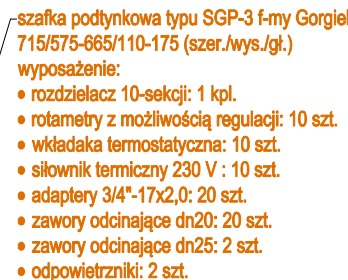 szafka podtynkowa typu SGP-3 f-my Gorgiel
715/575-665/110-175 (szer./wys./gł.)
wyposażenie:
• rozdzielacz 10-sekcji: 1 kpl.
• rotametry z możliwością regulacji: 10 szt.
• wkładaka termostatyczna: 10 szt.
• siłownik termiczny 230 V : 10 szt.
• adaptery 3/4"-17x2,0: 20 szt.
• zawory odcinające dn20: 20 szt.
• zawory odcinające dn25: 2 szt.
• odpowietrzniki: 2 szt.